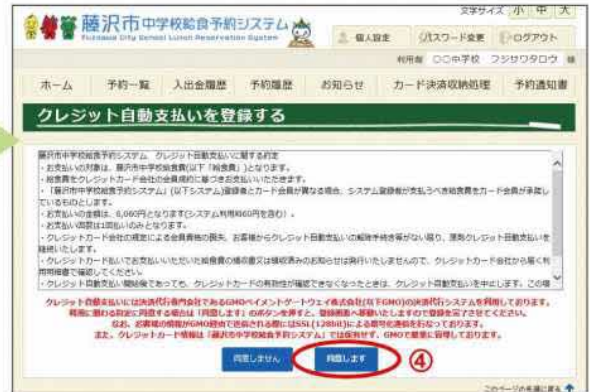 文字サイズ 小 中 大
藤沢市中学校給食予約システム
Fuzisawa City School Lunch Reservation System
個人設定 パスワード変更 ログアウト
利用者 〇〇中学校 フジサワタロウ 様
ホーム 予約一覧 入出金履歴 予約履歴 お知らせ カード決済収納処理 予約通知書
クレジット自動支払いを登録する
藤沢市中学校給食予約システム クレジット自動支払いに関する約定
・お支払いの対象は、藤沢市中学校給食費(以下「給食費」)となります。
・給食費をクレジットカード会社の会員規約に基づきお支払いいただきます。
・「藤沢市中学校給食予約システム」(以下システム)登録者とカード会員が異なる場合、システム登録者が支払うべき給食費をカード会員が承諾し
ているものとします。
・お支払いの金額は、6,060円となります(システム利用料60円を含む)。
・お支払い回数は1回払いのみとなります。
・クレジットカード会社の規定による会員資格の喪失、お客様からクレジット自動支払いの解除手続き等がない限り、原則クレジット自動支払いを
継続いたします。
・クレジットカード払いでお支払いいただいた給食費の領収書又は領収済みのお知らせは発行いたしませんので、クレジットカード会社から届く利
用明細書で確認してください。
・クレジット自動支払い開始後であっても、クレジットカードの有効性が確認できなくなったときは、クレジット自動支払いを中止します。この場
クレジット自動支払いには決済代行専門会社であるGMOペイメントゲートウェイ株式会社(以下GMO)の決済代行システムを利用しております。
利用に関わる約定に同意する場合は「同意します」のボタンを押すと、登録画面へ移動いたしますので登録を完了させてください。
なお、お客様の情報がGMO経由で送信される際にはSSL(128bit)による暗号化通信を行なっております。
また、クレジットカード情報は「藤沢市中学校給食予約システム」では保有せず、GMOで厳重に管理しております。
同意しません 同意します ④
このページの先頭に戻る